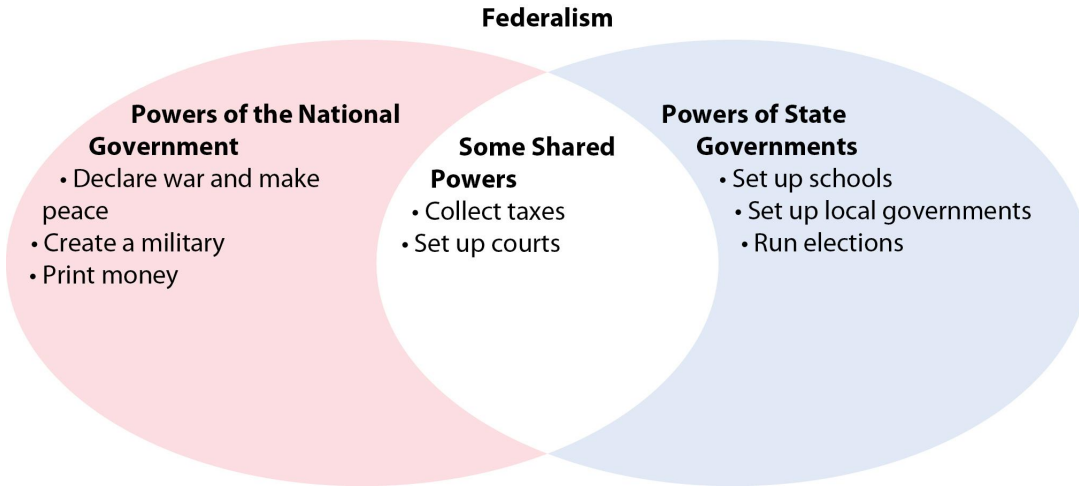 Federalism
Powers of the National
Government
• Declare war and make
peace
• Create a military
• Print money
Some Shared
Powers
• Collect taxes
• Set up courts
Powers of State
Governments
• Set up schools
• Set up local governments
• Run elections